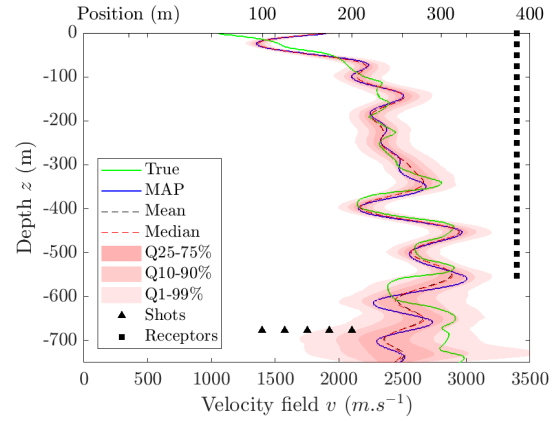 Position (m) 100 200 300 400
0
-100
-200
-300
-400
-500
-600
-700
Depth z (m)
True
MAP
Mean
Median
Q25-75%
Q10-90%
Q1-99%
Shots
Receptors
0 500 1000 1500 2000 2500 3000 3500
Velocity field v (m.s⁻¹)